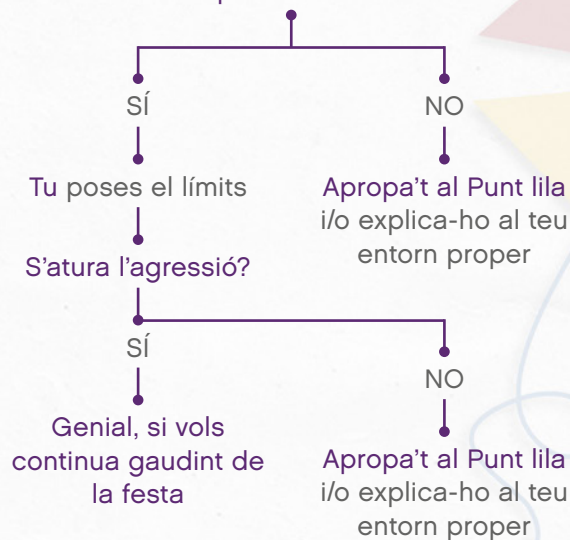 SÍ
NO
Tu poses el límits
Apropa't al Punt lila
i/o explica-ho al teu
entorn proper
S'atura l'agressió?
SÍ
NO
Genial, si vols
continua gaudint de
la festa
Apropa't al Punt lila
i/o explica-ho al teu
entorn proper